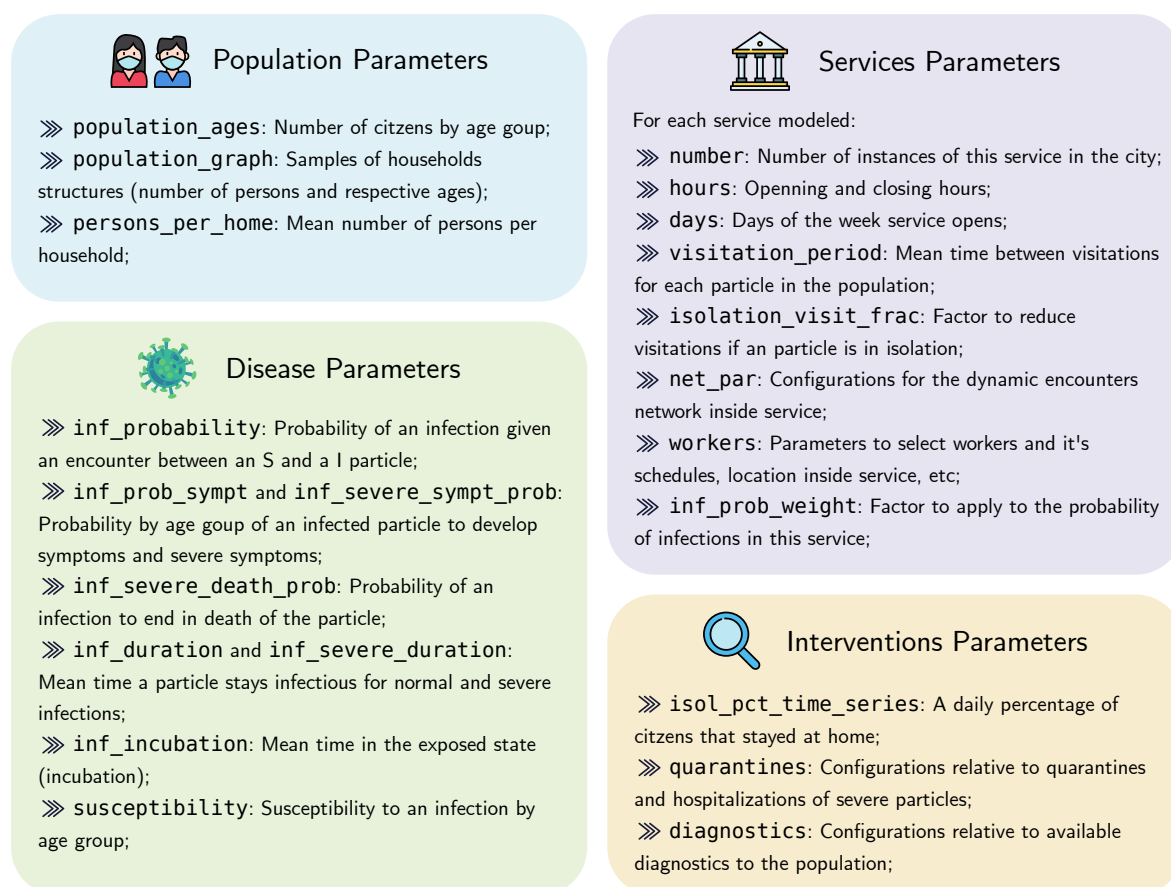 Population Parameters
population_ages: Number of citzens by age goup;
population_graph: Samples of households
structures (number of persons and respective ages);
persons_per_home: Mean number of persons per
household;
Disease Parameters
inf_probability: Probability of an infection given
an encounter between an S and a I particle;
inf_prob_sympt and inf_severe_sympt_prob:
Probability by age goup of an infected particle to develop
symptoms and severe symptoms;
inf_severe_death_prob: Probability of an
infection to end in death of the particle;
inf_duration and inf_severe_duration:
Mean time a particle stays infectious for normal and severe
infections;
inf_incubation: Mean time in the exposed state
(incubation);
susceptibility: Susceptibility to an infection by
age group;
Services Parameters
For each service modeled:
number: Number of instances of this service in the city;
hours: Openning and closing hours;
days: Days of the week service opens;
visitation_period: Mean time between visitations
for each particle in the population;
isolation_visit_frac: Factor to reduce
visitations if an particle is in isolation;
net_par: Configurations for the dynamic encounters
network inside service;
workers: Parameters to select workers and it's
schedules, location inside service, etc;
inf_prob_weight: Factor to apply to the probability
of infections in this service;
Interventions Parameters
isol_pct_time_series: A daily percentage of
citzens that stayed at home;
quarantines: Configurations relative to quarantines
and hospitalizations of severe particles;
diagnostics: Configurations relative to available
diagnostics to the population;